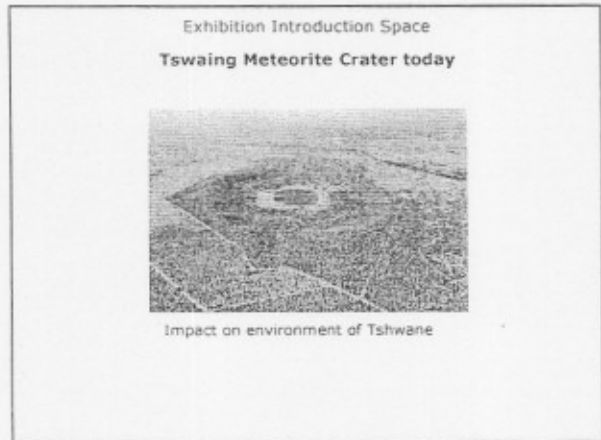 Exhibition Introduction Space
Tswaing Meteorite Crater today
Impact on environment of Tshwane